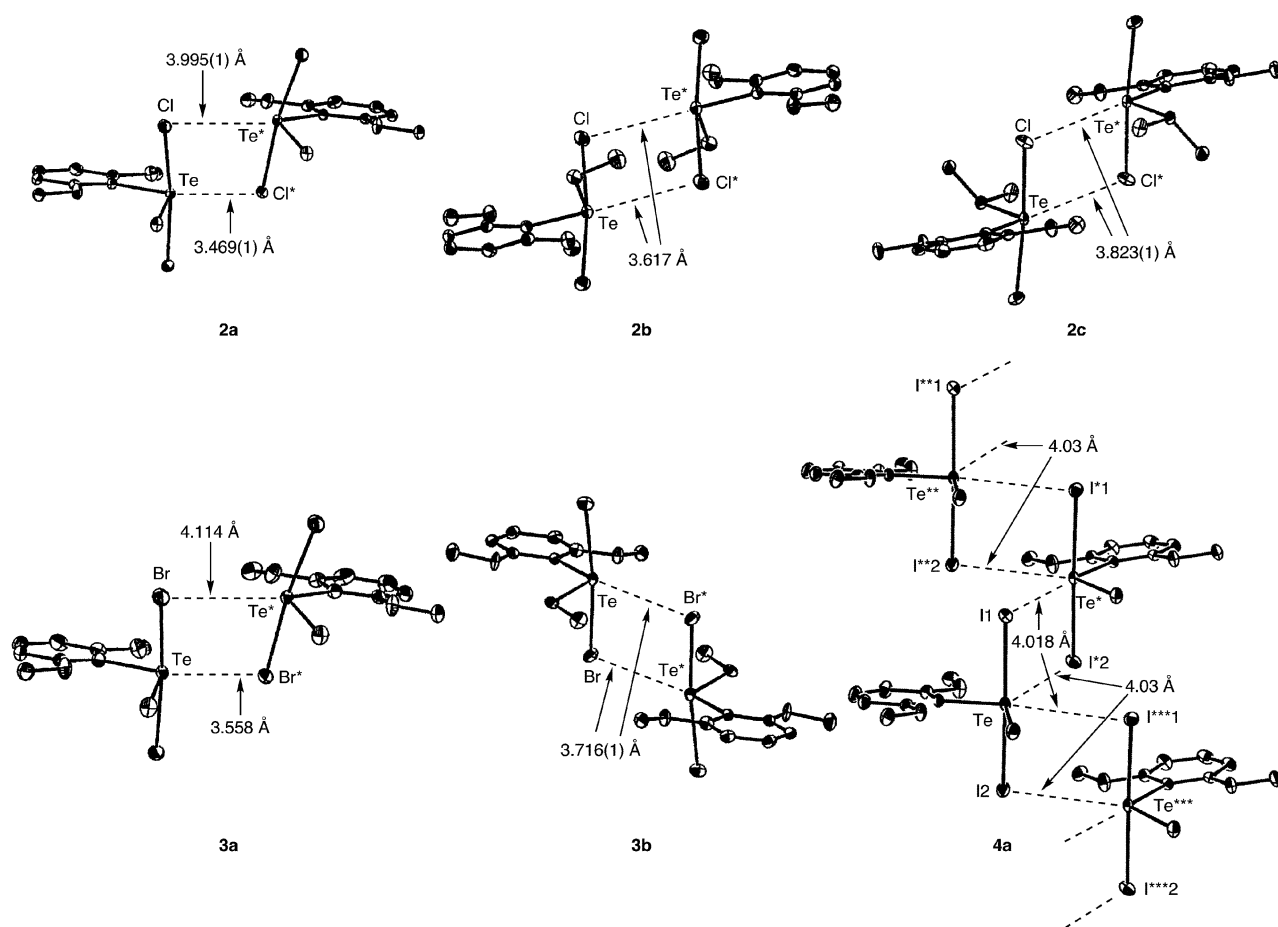 3.995(1) Å
Cl
Te*
Te
Cl*
3.469(1) Å
2a
Te*
Cl
Cl*
Te
3.617 Å
2b
Cl
Te*
Cl*
Te
3.823(1) Å
2c
4.114 Å
Br
Te*
Te
Br*
3.558 Å
3a
Te
Br*
Br
Te*
3.716(1) Å
3b
I**1
4.03 Å
Te**
I*1
I**2
Te*
I1
4.018 Å
I*2
4.03 Å
Te
I***1
I2
Te***
4a
I***2